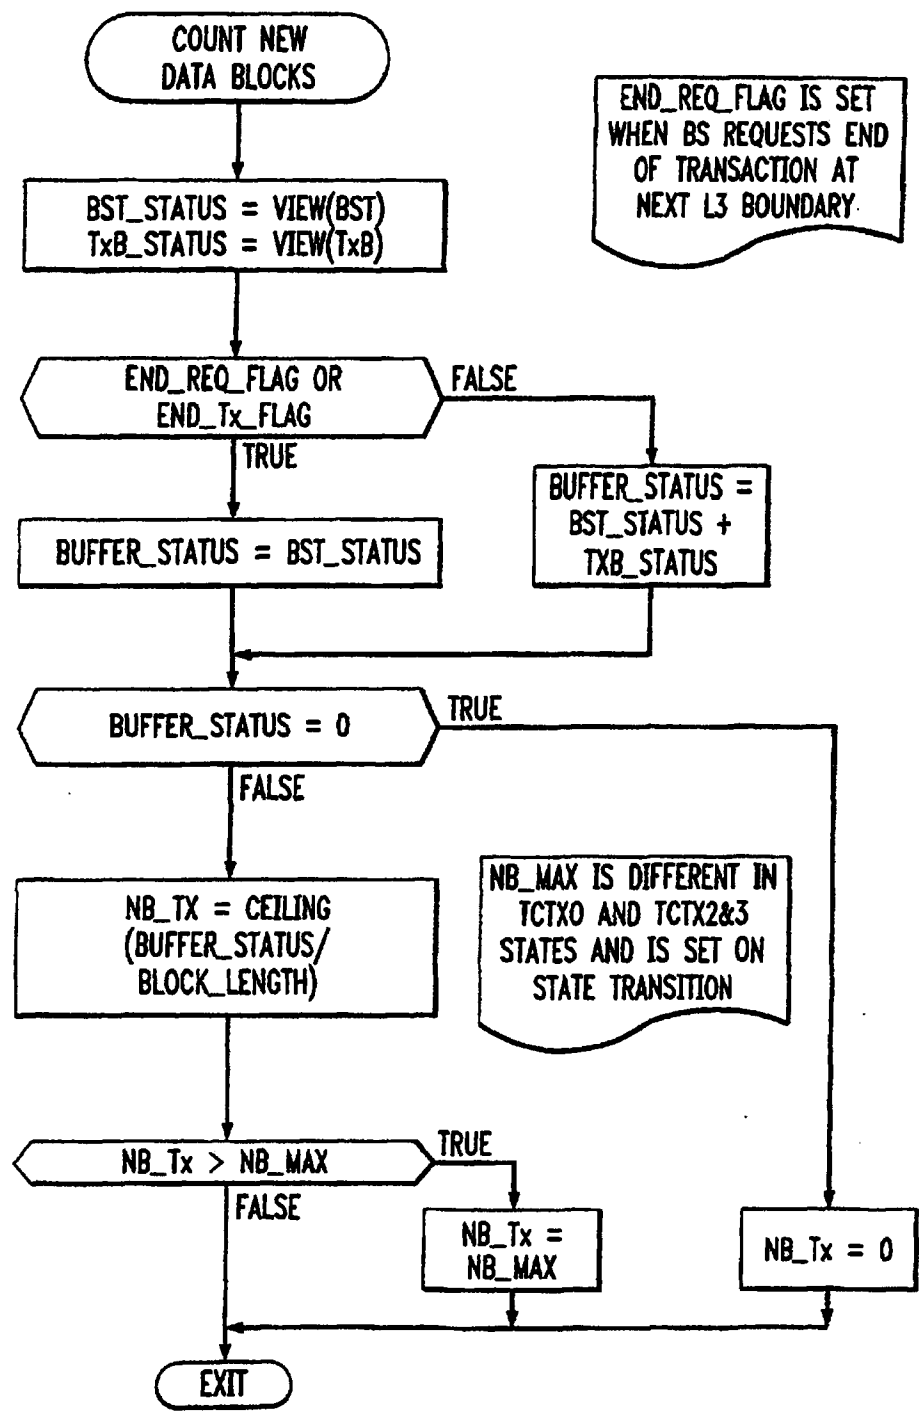 COUNT NEW
DATA BLOCKS
END_REQ_FLAG IS SET
WHEN BS REQUESTS END
OF TRANSACTION AT
NEXT L3 BOUNDARY
BST_STATUS = VIEW(BST)
TxB_STATUS = VIEW(TxB)
END_REQ_FLAG OR
END_Tx_FLAG
FALSE
TRUE
BUFFER_STATUS =
BST_STATUS +
TXB_STATUS
BUFFER_STATUS = BST_STATUS
BUFFER_STATUS = 0
TRUE
FALSE
NB_TX = CEILING
(BUFFER_STATUS/
BLOCK_LENGTH)
NB_MAX IS DIFFERENT IN
TCTX0 AND TCTX2&3
STATES AND IS SET ON
STATE TRANSITION
NB_Tx > NB_MAX
TRUE
FALSE
NB_Tx =
NB_MAX
NB_Tx = 0
EXIT